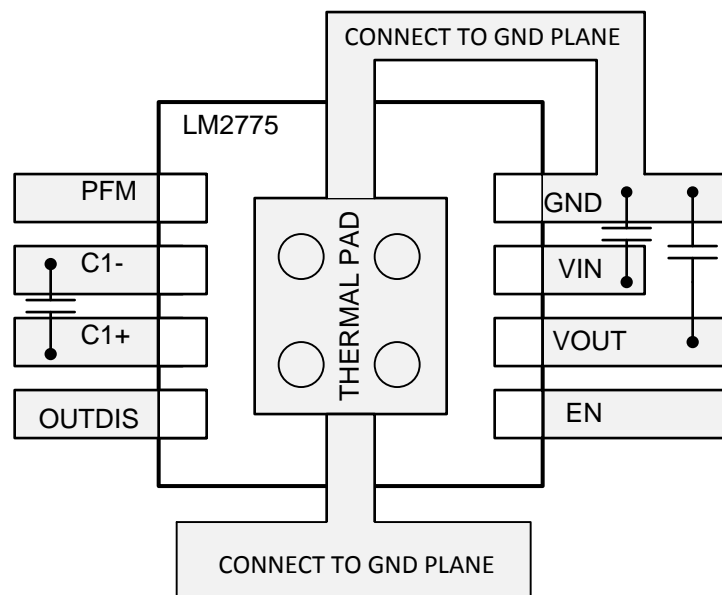 CONNECT TO GND PLANE
LM2775
PFM
GND
C1-
VIN
THERMAL PAD
C1+
VOUT
OUTDIS
EN
CONNECT TO GND PLANE